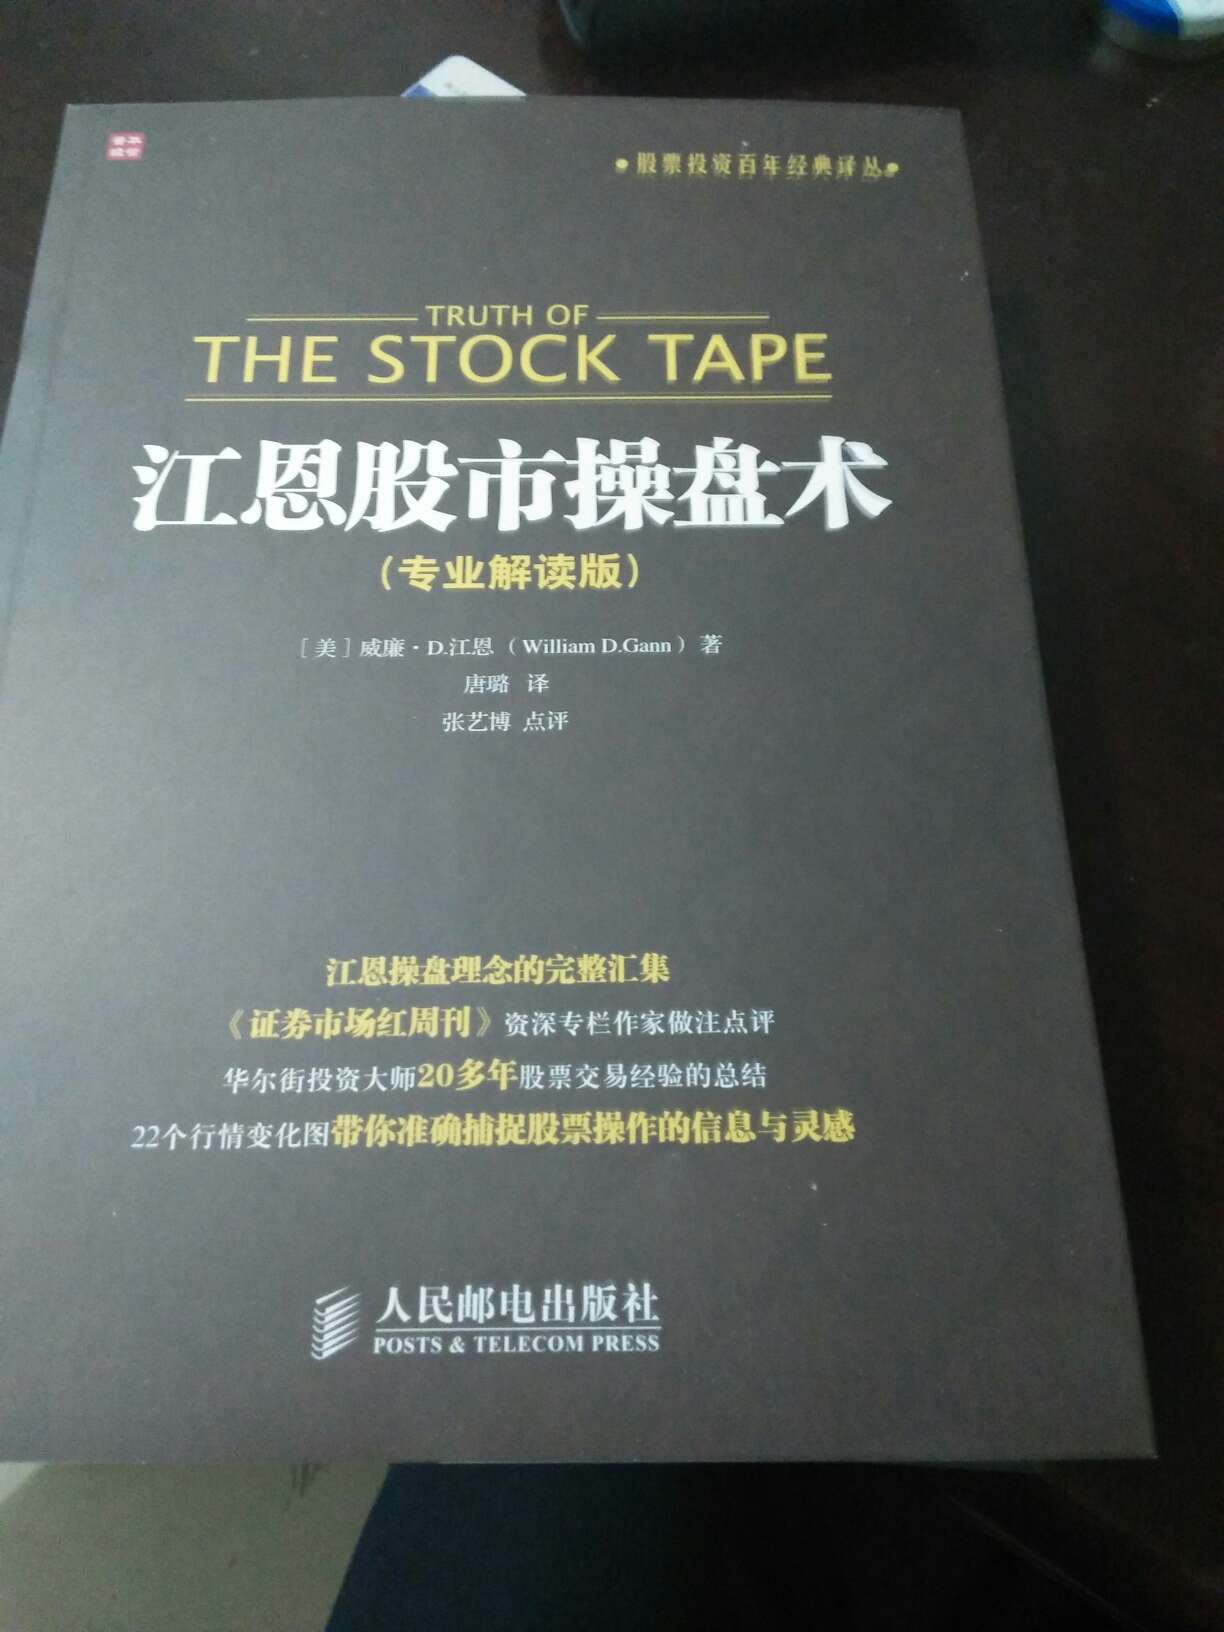 普华经管
股票投资百年经典译丛
TRUTH OF
THE STOCK TAPE
江恩股市操盘术
（专业解读版）
［美］威廉·D.江恩（William D.Gann）著
唐璐 译
张艺博 点评
江恩操盘理念的完整汇集
《证券市场红周刊》资深专栏作家做注点评
华尔街投资大师20多年股票交易经验的总结
22个行情变化图带你准确捕捉股票操作的信息与灵感
人民邮电出版社
POSTS & TELECOM PRESS